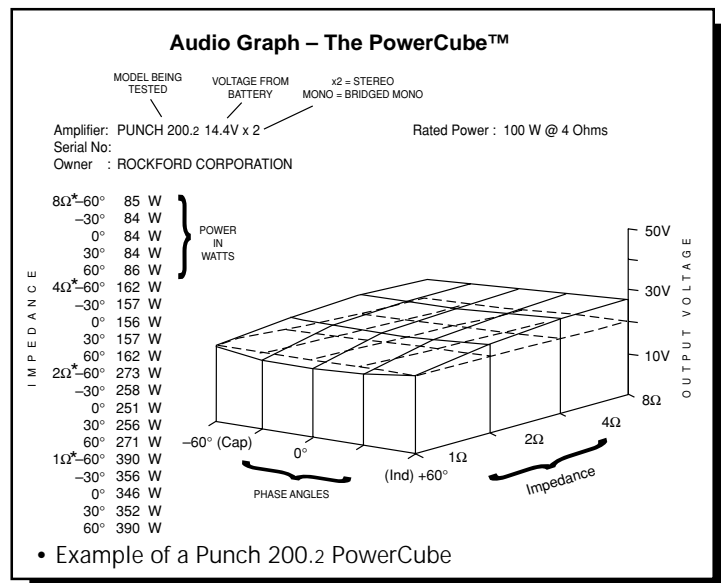 Audio Graph – The PowerCube™
MODEL BEING TESTED
VOLTAGE FROM BATTERY
x2 = STEREO
MONO = BRIDGED MONO
Amplifier: PUNCH 200.2 14.4V x 2
Rated Power : 100 W @ 4 Ohms
Serial No:
Owner : ROCKFORD CORPORATION
IMPEDANCE
8Ω*–60° 85 W
–30° 84 W
0° 84 W
30° 84 W
60° 86 W
4Ω*–60° 162 W
–30° 157 W
0° 156 W
30° 157 W
60° 162 W
2Ω*–60° 273 W
–30° 258 W
0° 251 W
30° 256 W
60° 271 W
1Ω*–60° 390 W
–30° 356 W
0° 346 W
30° 352 W
60° 390 W
POWER
IN
WATTS
50V
30V
10V
OUTPUT VOLTAGE
8Ω
4Ω
2Ω
1Ω
Impedance
–60° (Cap)
0°
(Ind) +60°
PHASE ANGLES
• Example of a Punch 200.2 PowerCube